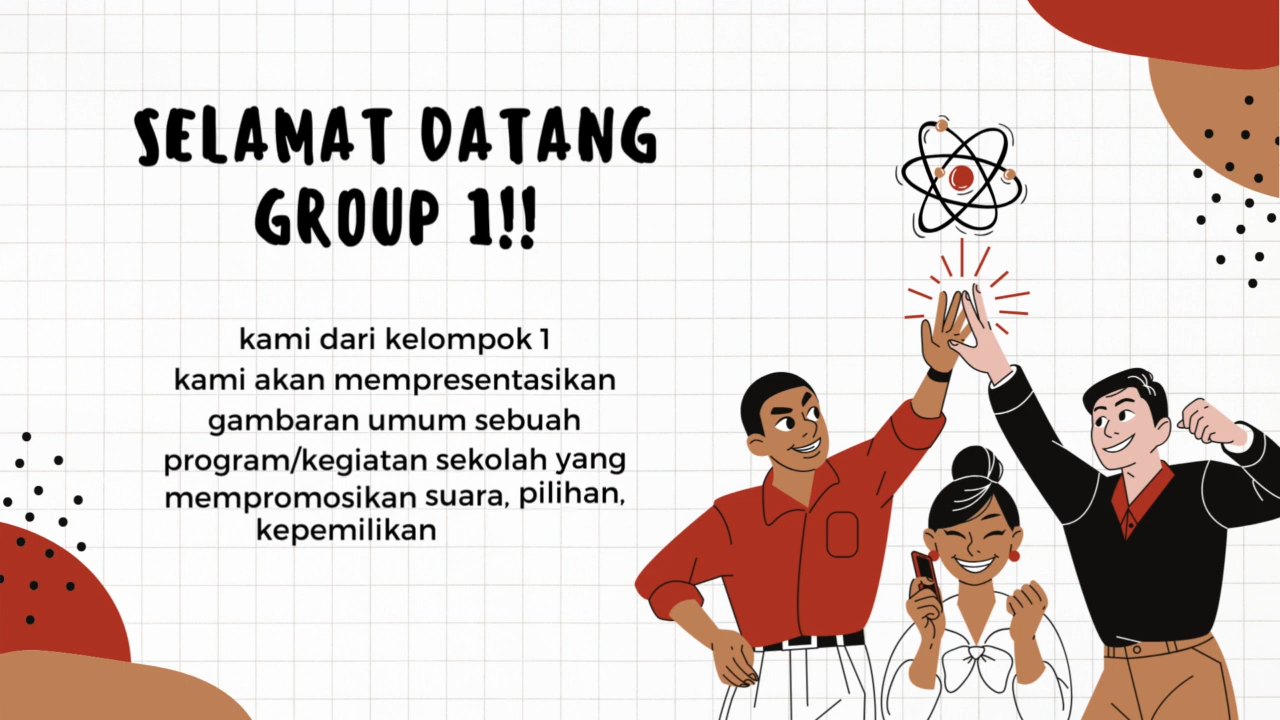 SELAMAT DATANG
GROUP 1!!
kami dari kelompok 1
kami akan mempresentasikan
gambaran umum sebuah
program/kegiatan sekolah yang
mempromosikan suara, pilihan,
kepemilikan